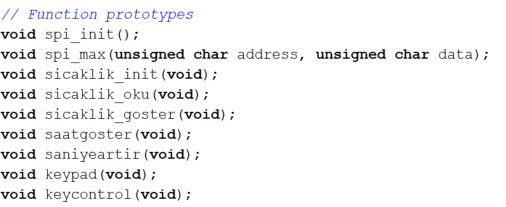 // Function prototypes
void spi_init();
void spi_max(unsigned char address, unsigned char data);
void sicaklik_init(void);
void sicaklik_oku(void);
void sicaklik_goster(void);
void saatgoster(void);
void saniyeartir(void);
void keypad(void);
void keycontrol(void);